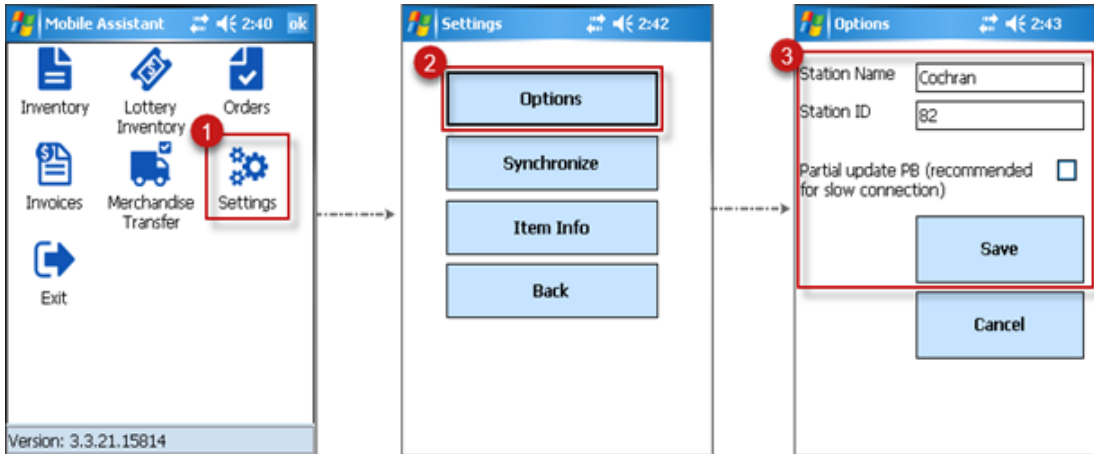 Mobile Assistant 2:40 ok
Inventory
Lottery
Inventory
Orders
1
Invoices
Merchandise
Transfer
Settings
Exit
Version: 3.3.21.15814
Settings 2:42
2
Options
Synchronize
Item Info
Back
Options 2:43
3
Station Name Cochran
Station ID 82
Partial update PB (recommended
for slow connection)
Save
Cancel